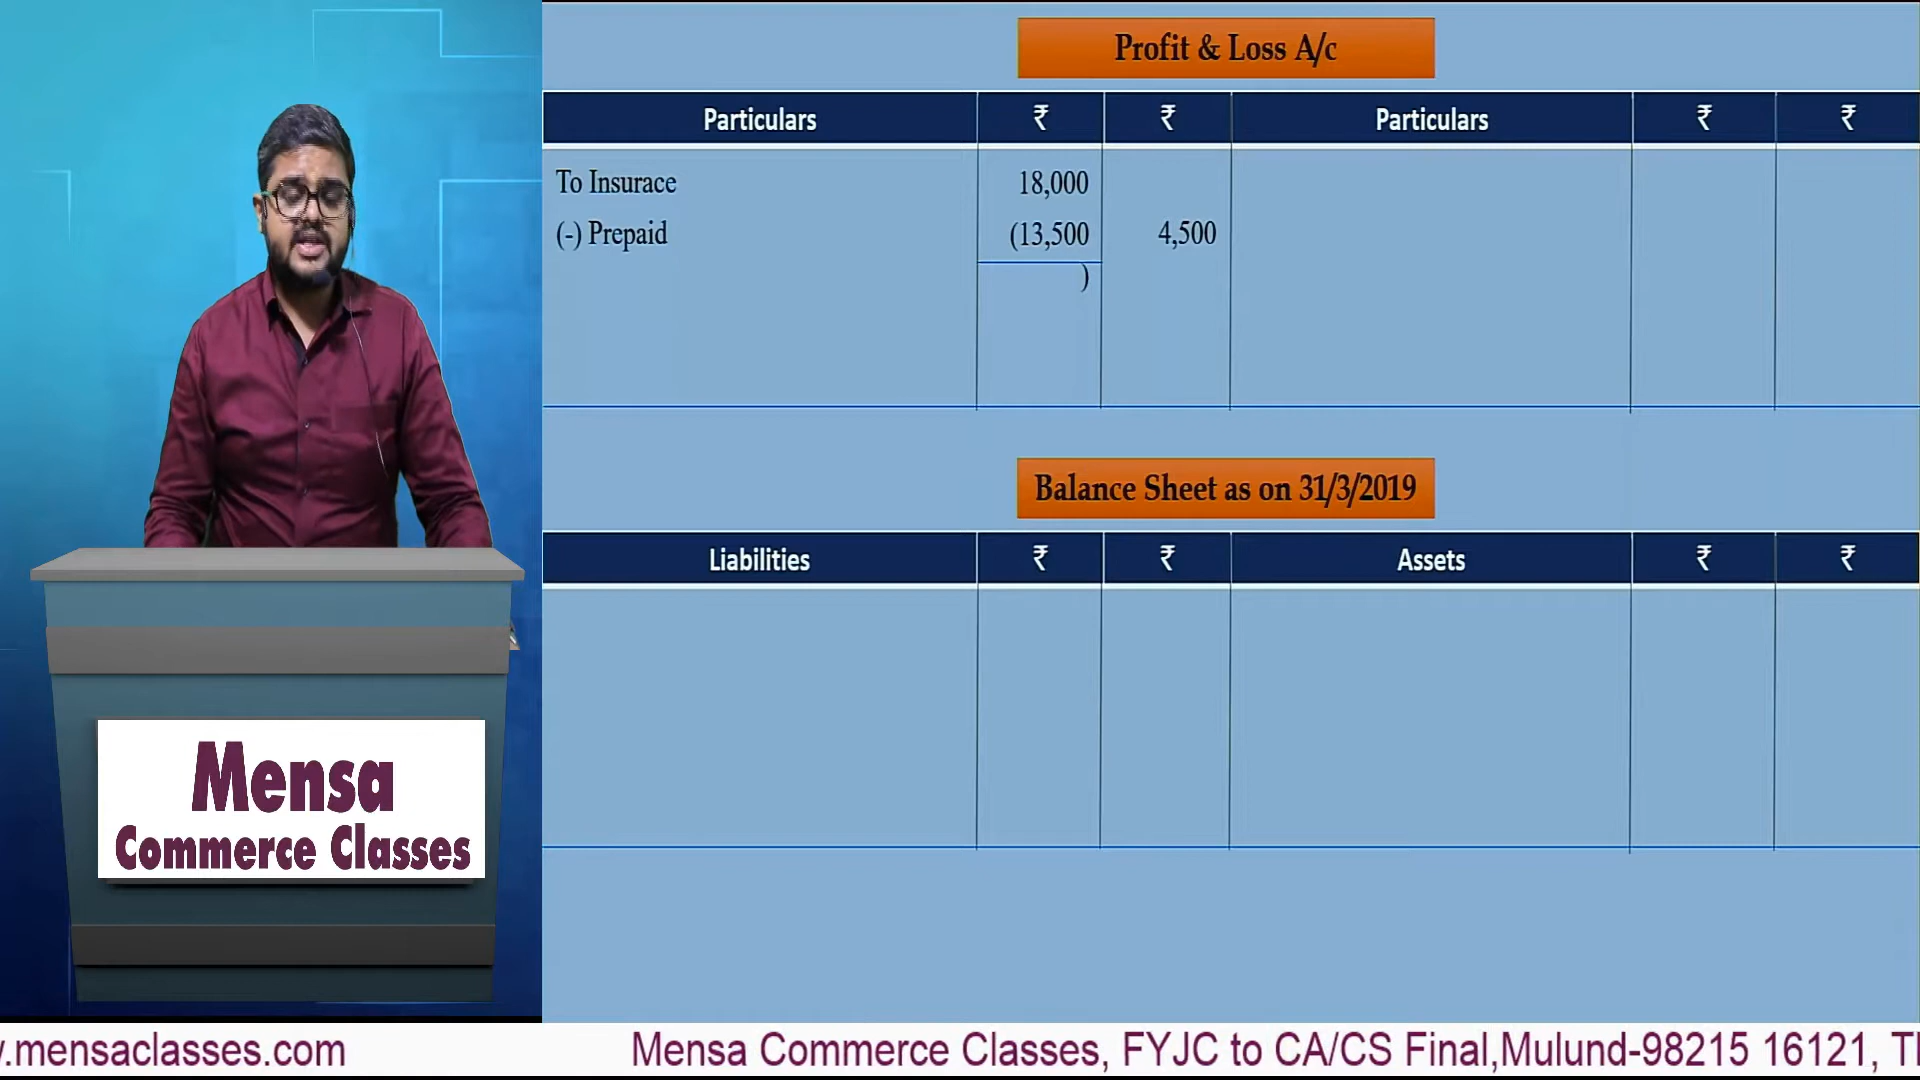 Profit & Loss A/c
Particulars ₹ ₹ Particulars ₹ ₹
To Insurace 18,000
(-) Prepaid (13,500 4,500
)
Balance Sheet as on 31/3/2019
Liabilities ₹ ₹ Assets ₹ ₹
Mensa
Commerce Classes
.mensaclasses.com Mensa Commerce Classes, FYJC to CA/CS Final,Mulund-98215 16121,